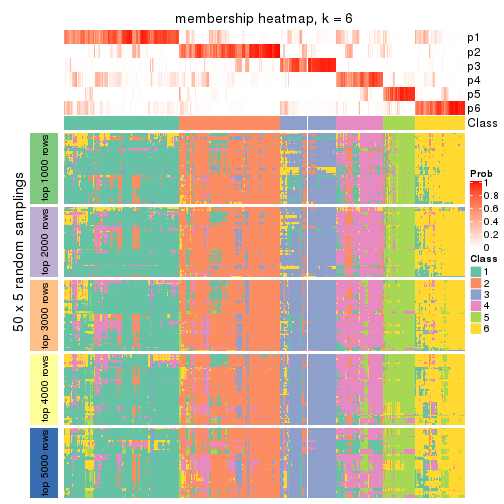 membership heatmap, k = 6
p1
p2
p3
p4
p5
p6
Class
50 x 5 random samplings
top 1000 rows
top 2000 rows
top 3000 rows
top 4000 rows
top 5000 rows
Prob
1
0.8
0.6
0.4
0.2
0
Class
1
2
3
4
5
6